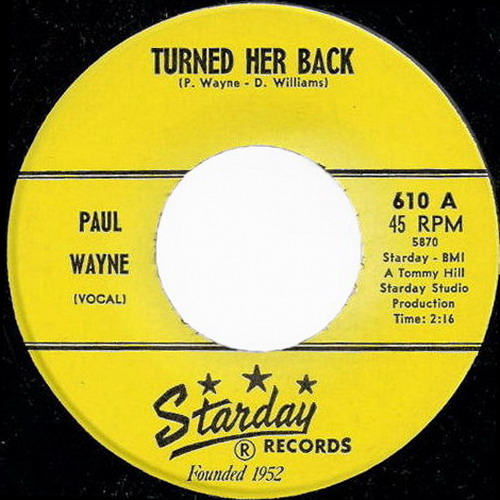 TURNED HER BACK
(P. Wayne - D. Williams)
PAUL
WAYNE
(VOCAL)
610 A
45 RPM
5870
Starday - BMI
A Tommy Hill
Starday Studio
Production
Time: 2:16
Starday
® RECORDS
Founded 1952